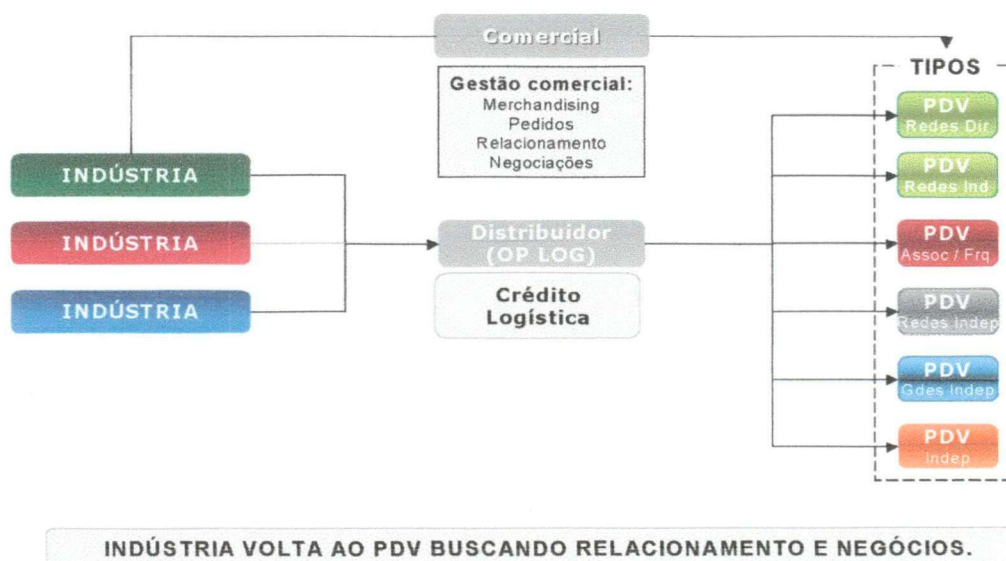 Comercial
TIPOS
Gestão comercial:
Merchandising
Pedidos
Relacionamento
Negociações
PDV
Redes Dir
INDÚSTRIA
PDV
Redes Ind
INDÚSTRIA
Distribuidor
(OP LOG)
PDV
Assoc / Frq
INDÚSTRIA
Crédito
Logística
PDV
Redes Indep
PDV
Gdes Indep
PDV
Indep
INDÚSTRIA VOLTA AO PDV BUSCANDO RELACIONAMENTO E NEGÓCIOS.